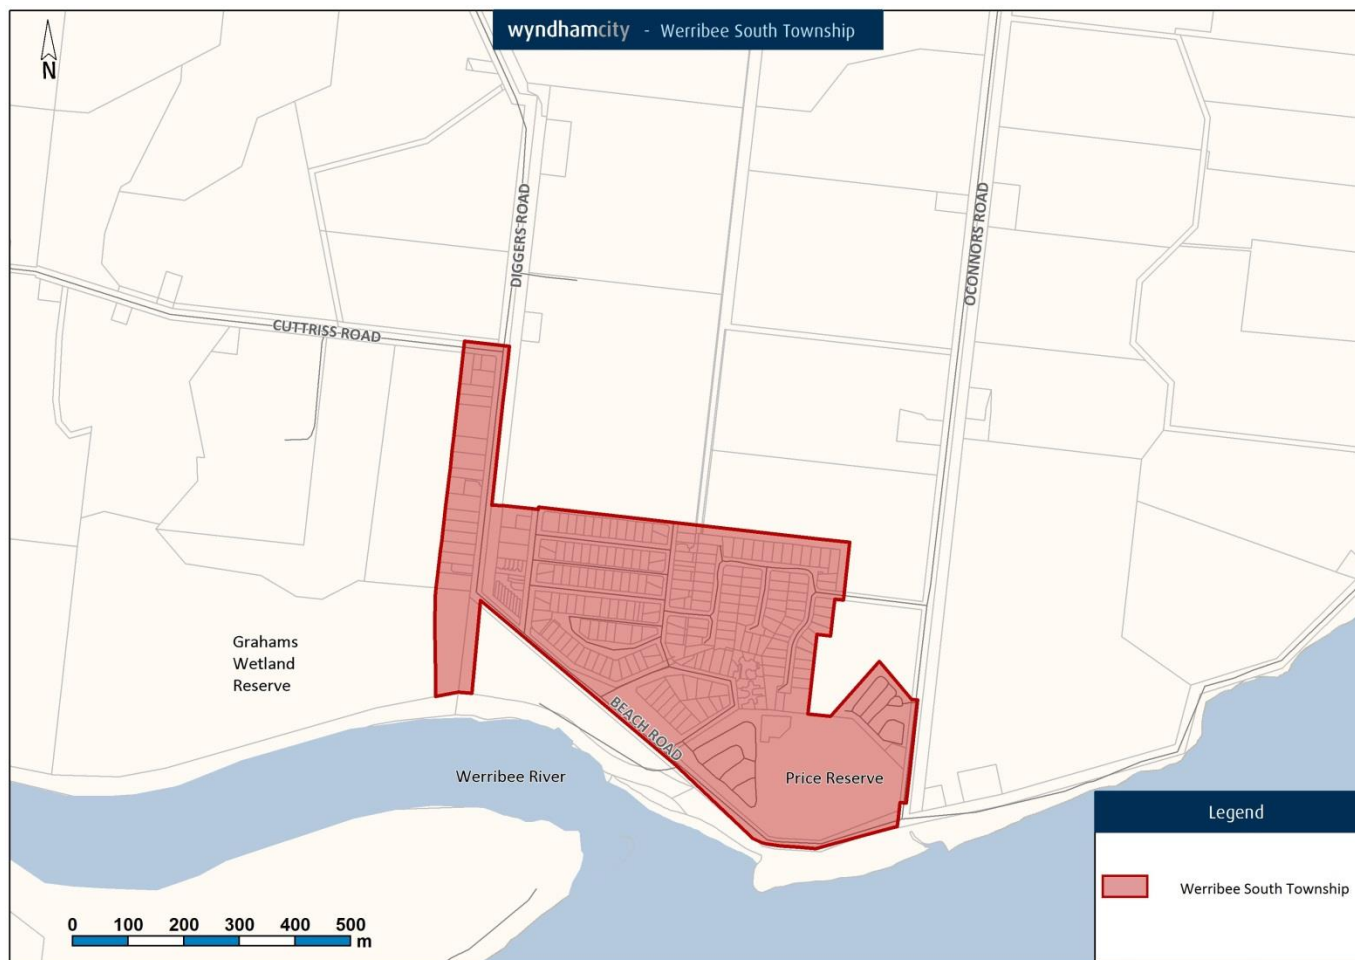 wyndhamcity - Werribee South Township
N
DIGGERS ROAD
OCONNORS ROAD
CUTTRISS ROAD
Grahams
Wetland
Reserve
BEACH ROAD
Werribee River
Price Reserve
Legend
Werribee South Township
0 100 200 300 400 500
m